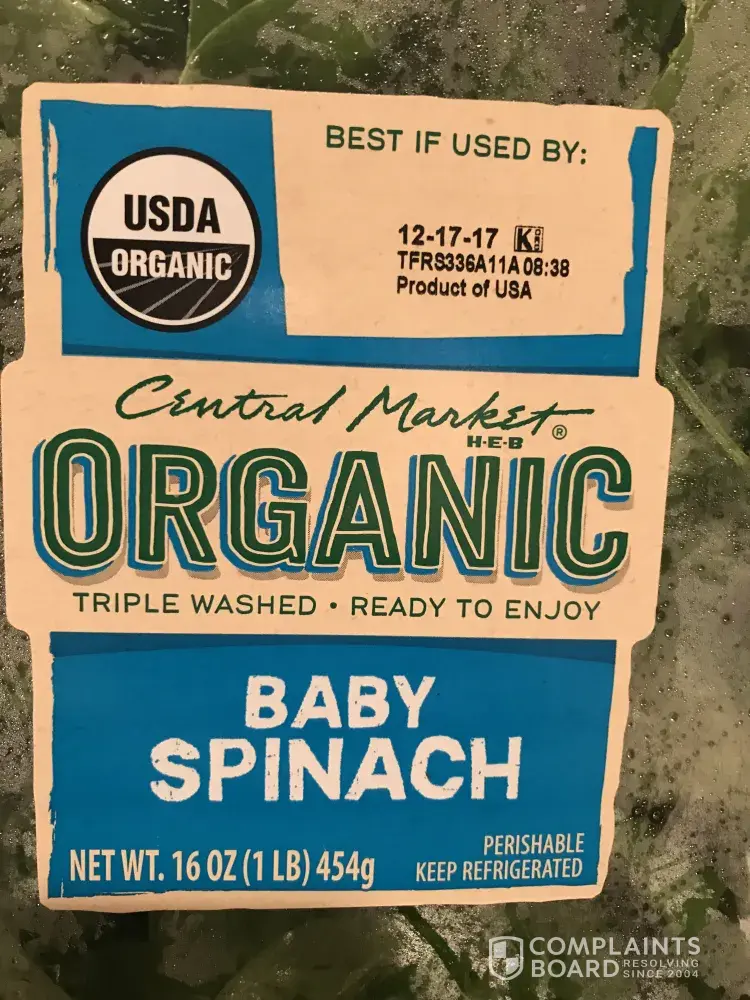 USDA
ORGANIC
BEST IF USED BY:
12-17-17 K
TFRS336A11A 08:38
Product of USA
Central Market®
H-E-B
ORGANIC
TRIPLE WASHED • READY TO ENJOY
BABY
SPINACH
NET WT. 16 OZ (1 LB) 454g
PERISHABLE
KEEP REFRIGERATED
COMPLAINTS
BOARD RESOLVING
SINCE 2004